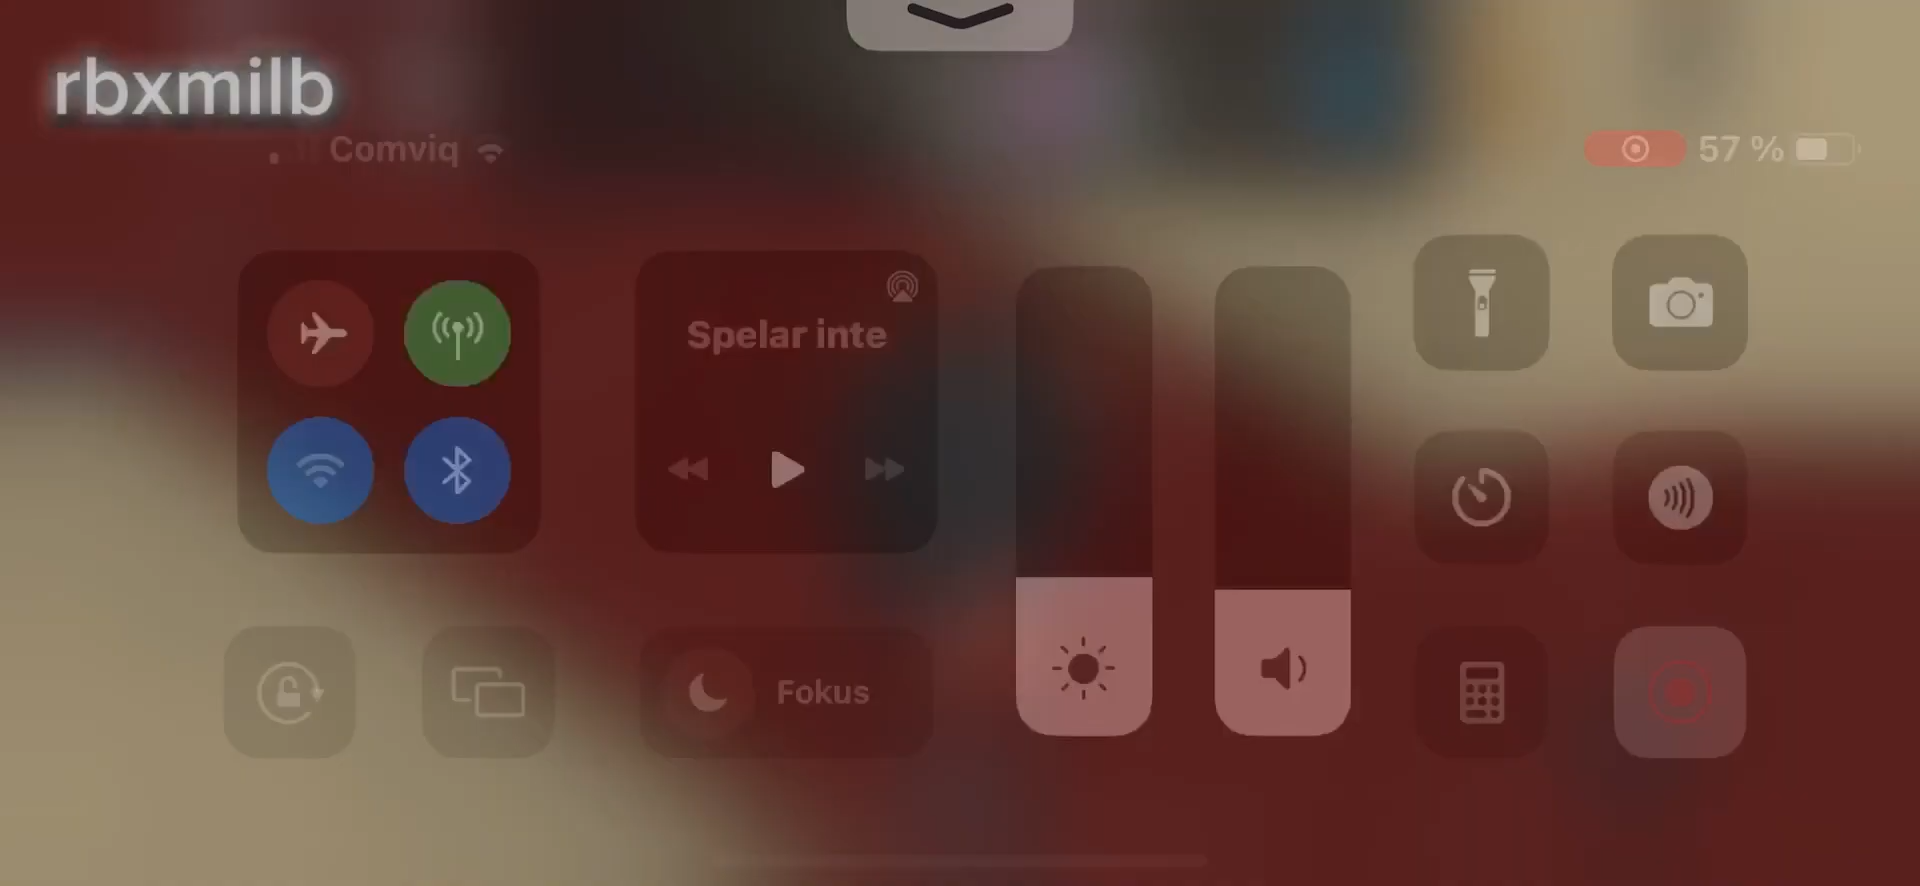 rbxmilb
Comviq
57 %
Spelar inte
Fokus